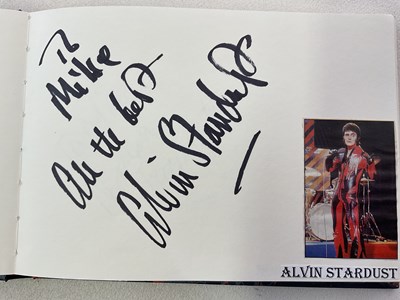 To
Mike
All the best
Alvin Stardust
ALVIN STARDUST